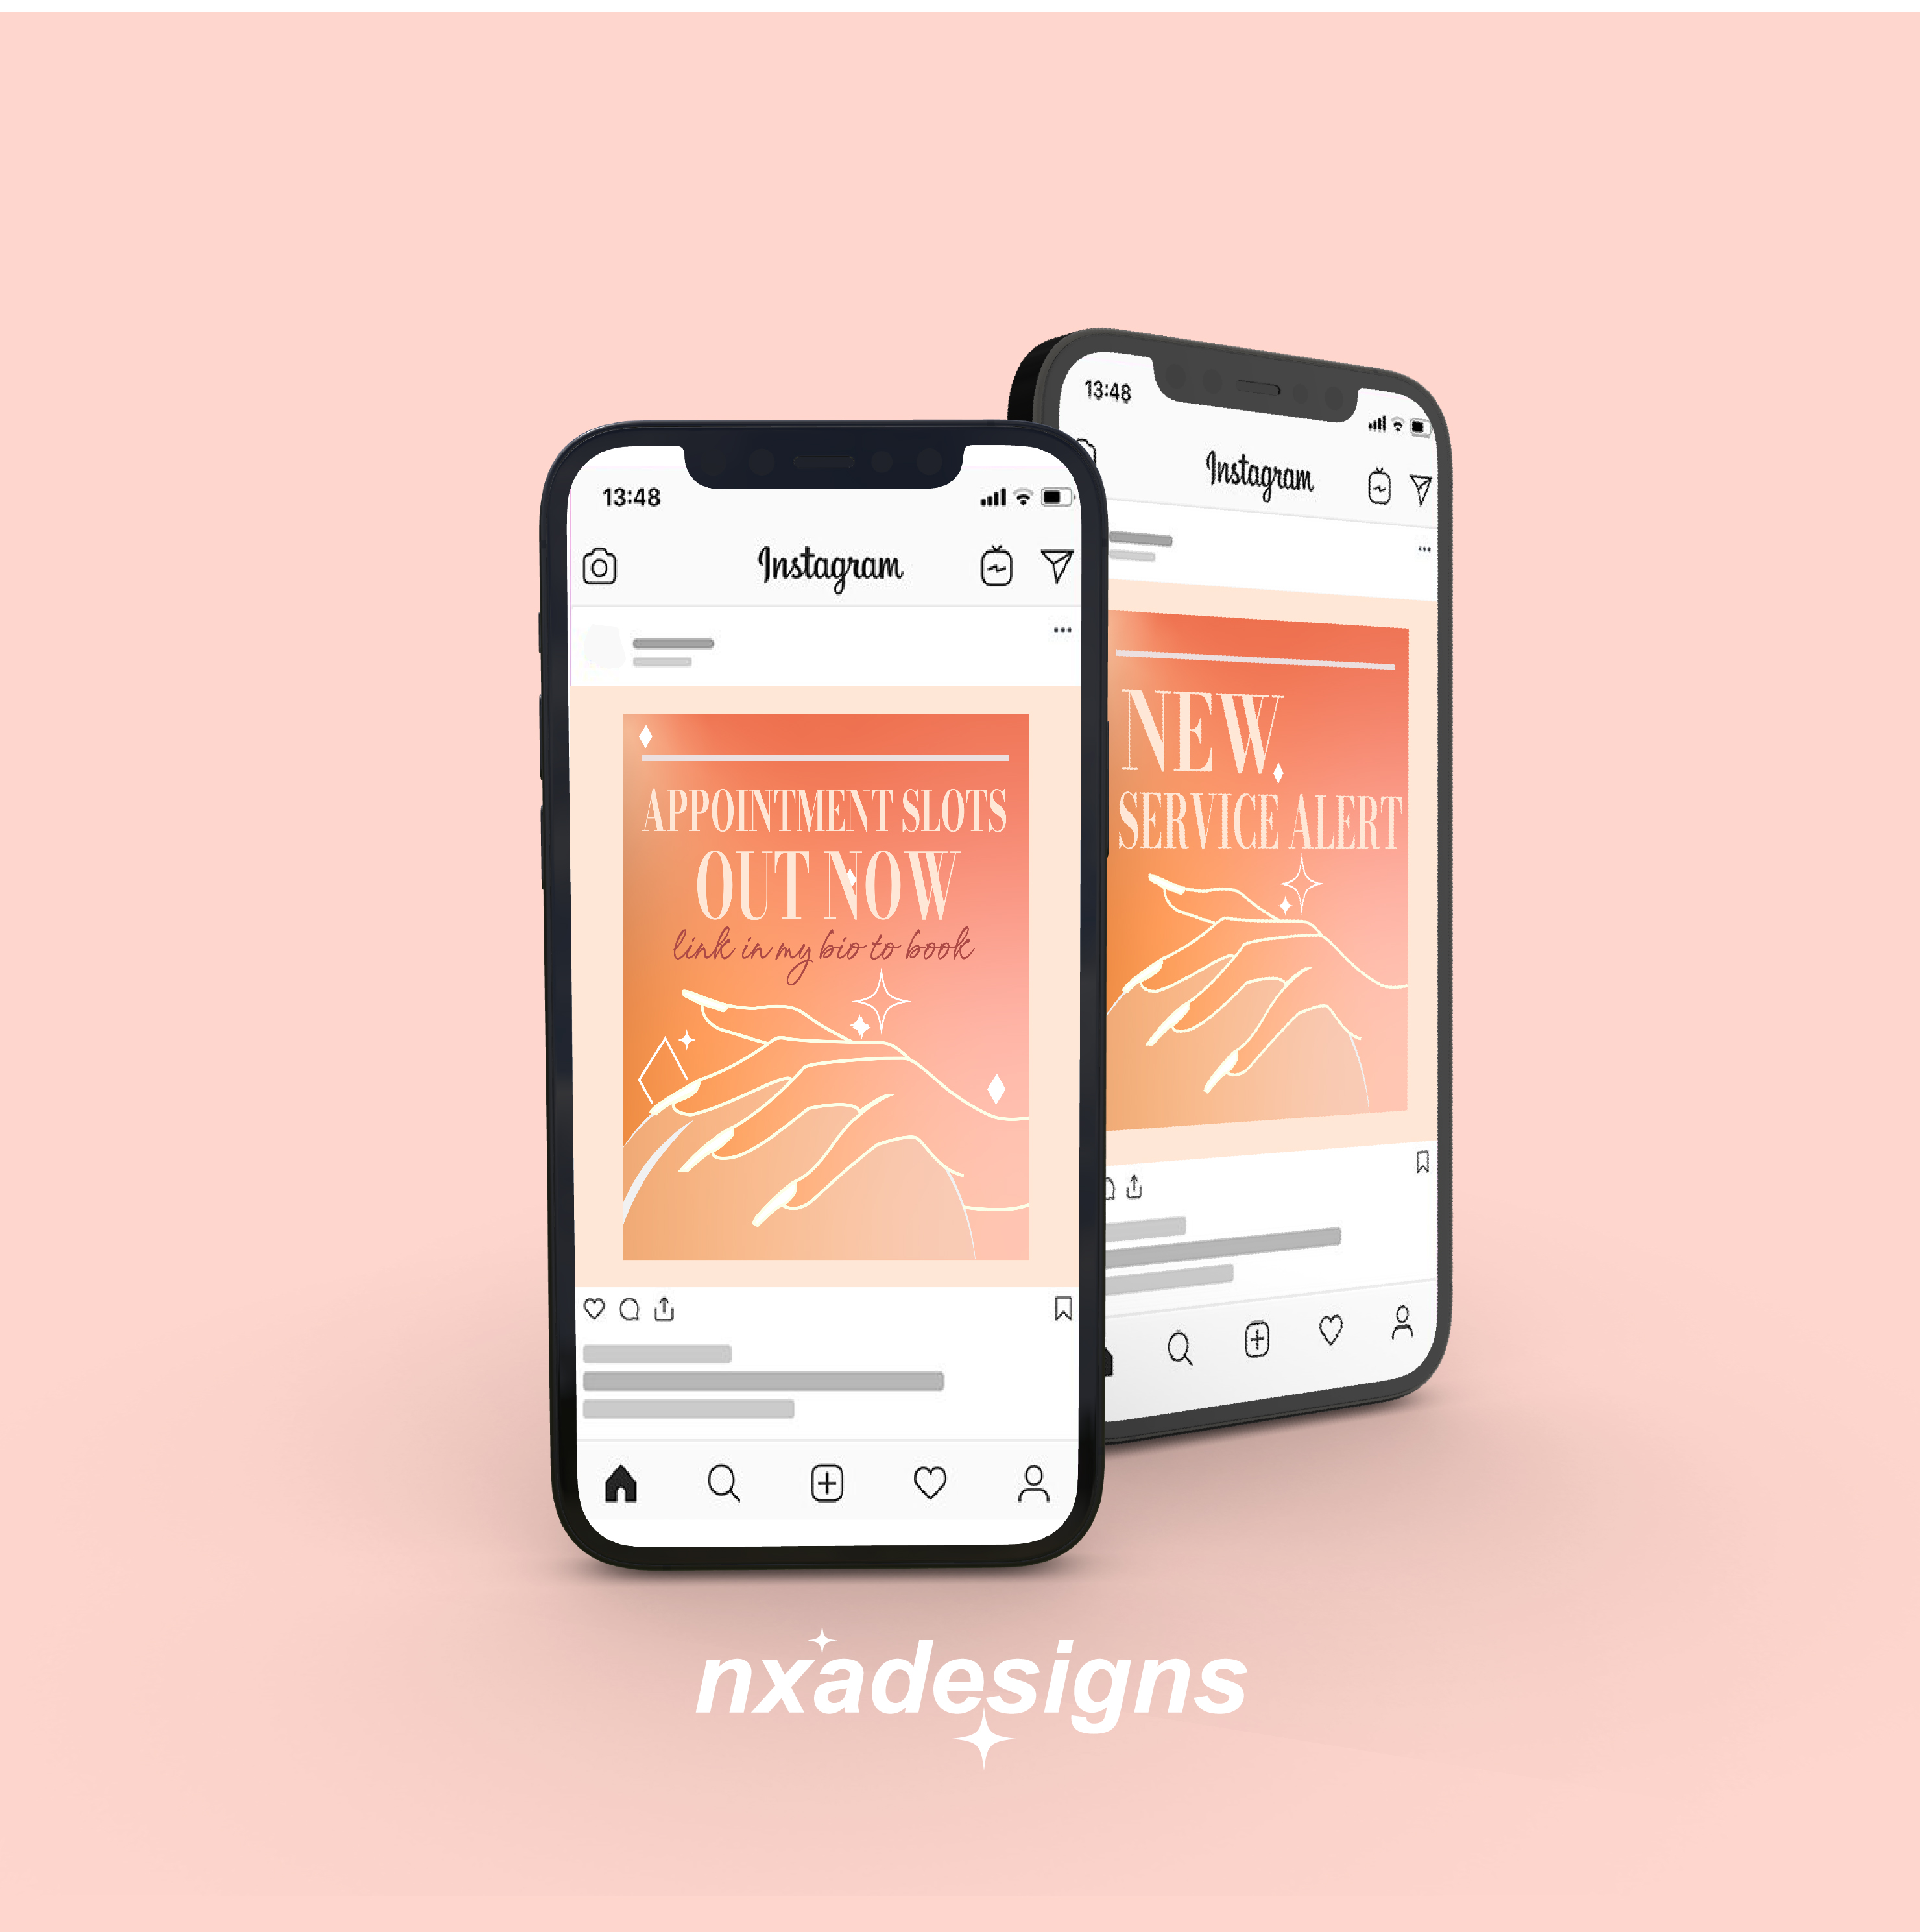 13:48
Instagram
APPOINTMENT SLOTS
OUT NOW
link in my bio to book
13:48
Instagram
NEW
SERVICE ALERT
nxadesigns